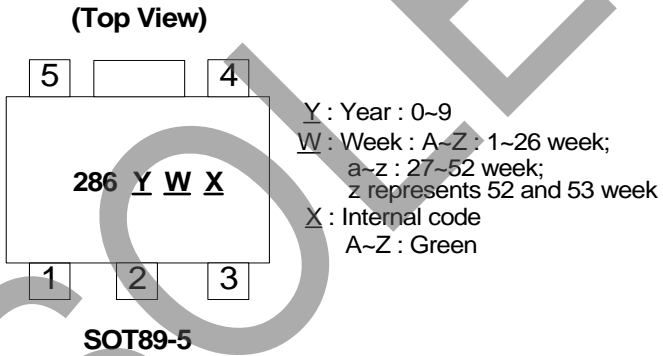 (Top View)
5 4
286 Y W X
1 2 3
SOT89-5
Y : Year : 0~9
W : Week : A~Z : 1~26 week;
a~z : 27~52 week;
z represents 52 and 53 week
X : Internal code
A~Z : Green